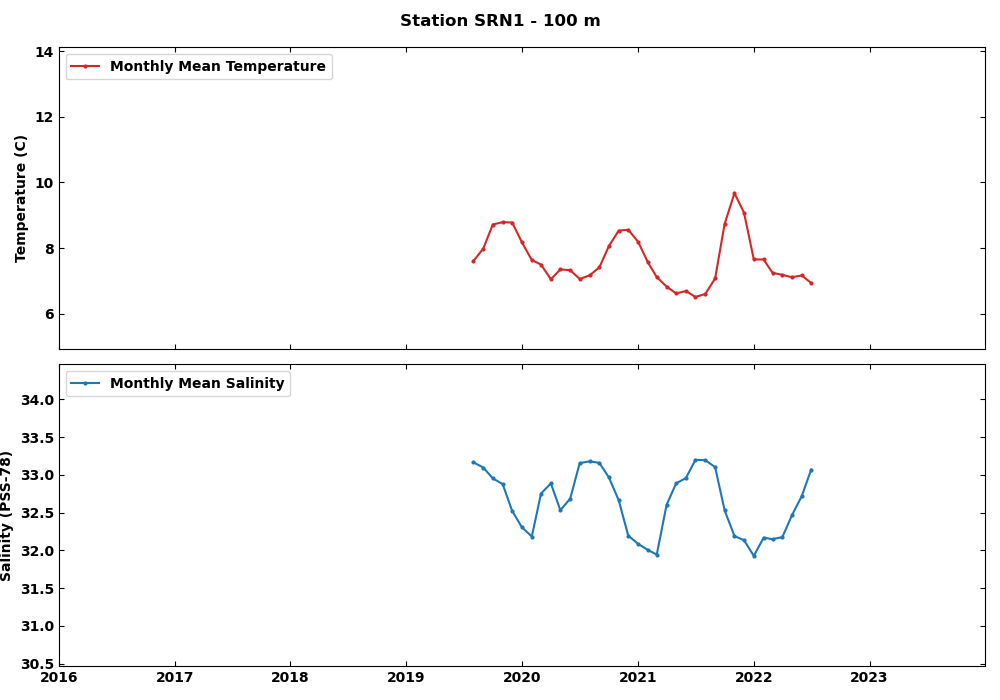 Station SRN1 - 100 m
Monthly Mean Temperature
14
12
10
8
6
Temperature (C)
Monthly Mean Salinity
34.0
33.5
33.0
32.5
32.0
31.5
31.0
30.5
Salinity (PSS-78)
2016 2017 2018 2019 2020 2021 2022 2023